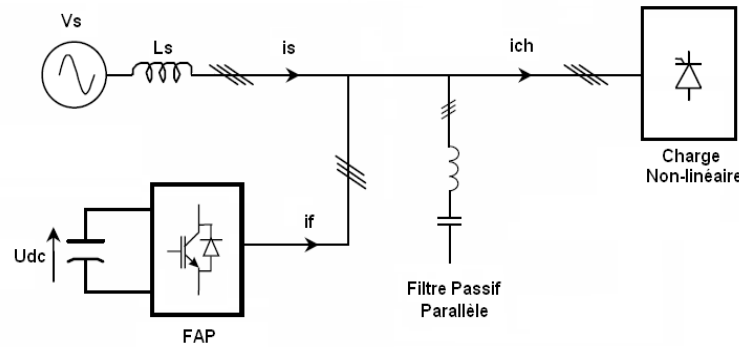 Vs
Ls
is
ich
Charge
Non-linéaire
Udc
if
FAP
Filtre Passif
Parallèle